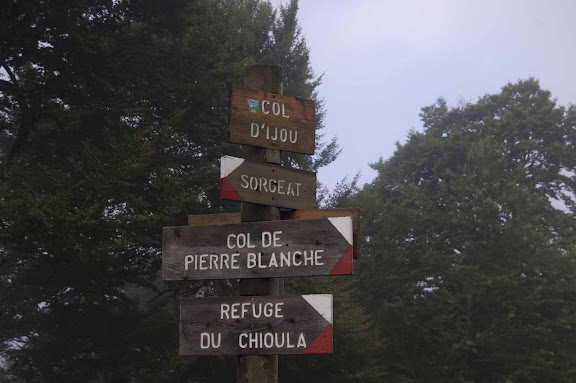 COL
D'IJOU
SORGEAT
COL DE
PIERRE BLANCHE
REFUGE
DU CHIOULA